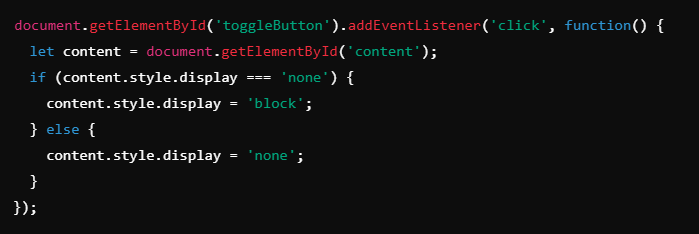 document.getElementById('toggleButton').addEventListener('click', function() {
  let content = document.getElementById('content');
  if (content.style.display === 'none') {
    content.style.display = 'block';
  } else {
    content.style.display = 'none';
  }
});